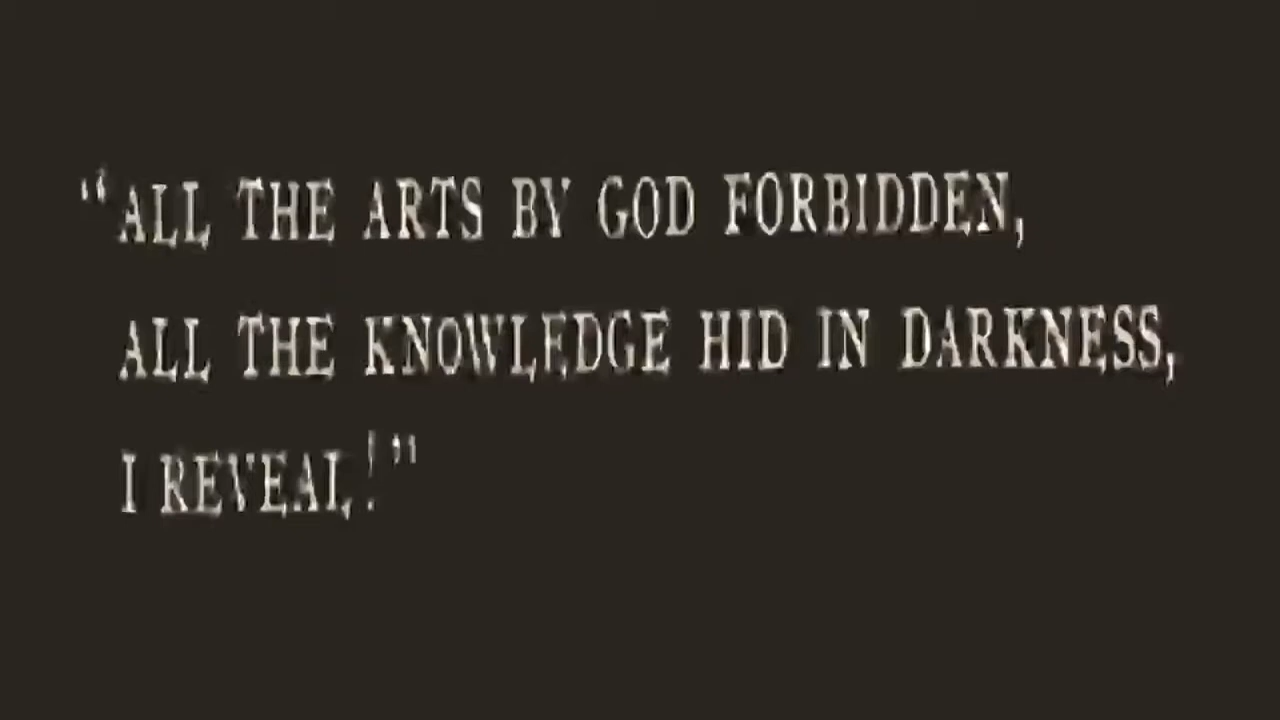 “ALL THE ARTS BY GOD FORBIDDEN,
ALL THE KNOWLEDGE HID IN DARKNESS,
I REVEAL!”